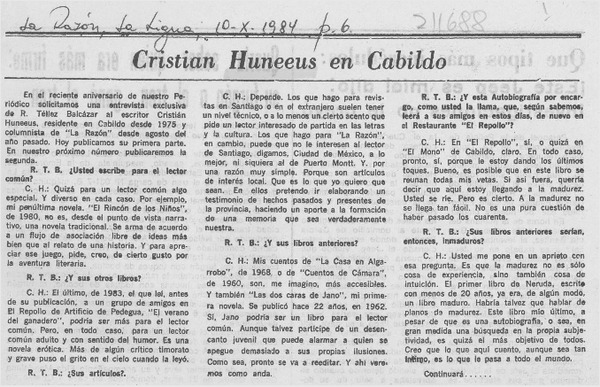 La Razón, La Ligua, 10-X-1984 p. 6.
211688
Cristian Huneeus en Cabildo
En el reciente aniversario de nuestro Pe-
riódico solicitamos una entrevista exclusiva
de R. Téllez Balcázar al escritor Cristián
Huneeus, residente en Cabildo desde 1975 y
columnista de "La Razón" desde agosto del
año pasado. Hoy publicamos su primera parte.
En nuestro próximo número publicaremos la
segunda.
R. T. B. ¿Usted escribe para el lector
común?
C. H.: Quizá para un lector común algo
especial. Y diverso en cada caso. Por ejemplo,
mi penúltima novela. "El Rincón de los Niños",
de 1980, no es, desde el punto de vista narra-
tivo, una novela tradicional. Se arma de acuerdo
a un flujo de asociación libre de ideas más
bien que al relato de una historia. Y para apre-
ciar ese juego, pide, creo, de cierto gusto por
la aventura literaria.
R. T. B.: ¿Y sus otros libros?
C. H.: El último, de 1983, el que leí, antes
de su publicación, a un grupo de amigos en
El Repollo de Artificio de Pedegua, "El verano
del ganadero", podría ser más para el lector
común. Pero, en todo caso, para un lector
común adulto y con sentido del humor. Es una
novela erótica. Más de algún crítico timorato
y grave puso el grito en el cielo cuando la leyó.
R. T. B.: ¿Sus artículos?.
C. H.: Depende. Los que hago para revis-
tas en Santiago o en el extranjero suelen tener
un nivel técnico, o a lo menos un cierto acento que
pide un lector interesado de partida en las letras
y la cultura. Los que hago para "La Razón",
en cambio, puede que no le interesen al lector
de Santiago, digamos, Ciudad de México, a lo
mejor, ni siquiera al de Puerto Montt. Y. por
una razón muy simple. Porque son artículos
de interés local. Que es lo que yo quiero que
sean. En ellos pretendo ir elaborando un
testimonio de hechos pasados y presentes de
la provincia, haciendo un aporte a la formación
de una memoria que sea verdaderamente
nuestra.
R. T. B.: ¿Y sus libros anteriores?
C. H.: Mis cuentos de "La Casa en Alga-
rrobo", de 1968, o de "Cuentos de Cámara",
de 1960, son, me imagino, más accesibles.
Y también "Las dos caras de Jano", mi prime-
ra novela. Se publicó hace 22 años, en 1962.
Sí, Jano podría ser un libro para el lector
común. Aunque talvez participe de un desen-
canto juvenil que puede alarmar a quien se
apegue demasiado a sus propias ilusiones.
Como sea, pronto se va a reeditar. Y ahí ve-
remos como anda.
R. T. B.: ¿Y esta Autobiografía por encar-
go, como usted la llama, que, según sabemos,
leerá a sus amigos en estos días, de nuevo en
el Restaurante "El Repollo"?
C. H.: En "El Repollo", sí, o quizá en
"El Mono" de Cabildo, claro. En todo caso,
pronto, sí, porque le estoy dando los últimos
toques. Bueno, es posible que en este libro se
reúnan todas mis vetas. Si así fuera, querría
decir que aquí estoy llegando a la madurez.
Usted se ríe. Pero es cierto. A la madurez no
se llega tan fácil. No es una pura cuestión de
haber pasado los cuarenta.
R. T. B.: ¿Sus libros anteriores serían,
entonces, inmaduros?
C. H.: Usted me pone en un aprieto con
esa pregunta. Es que la madurez no es sólo
cosa de experiencia, sino también cosa de
intuición. El primer libro de Neruda, escrito
con menos de 20 años, ya era, de algún modo,
un libro maduro. Habría talvez que hablar de
planos de madurez. Este libro mío último, a
pesar de que es una autobiografía, o sea, en
gran medida una búsqueda en la propia subje-
tividad, es quizá el más objetivo de todos.
Creo que lo que aquí cuento, aunque sea tan
íntimo, es lo que le pasa a todo el mundo.
Continuará......